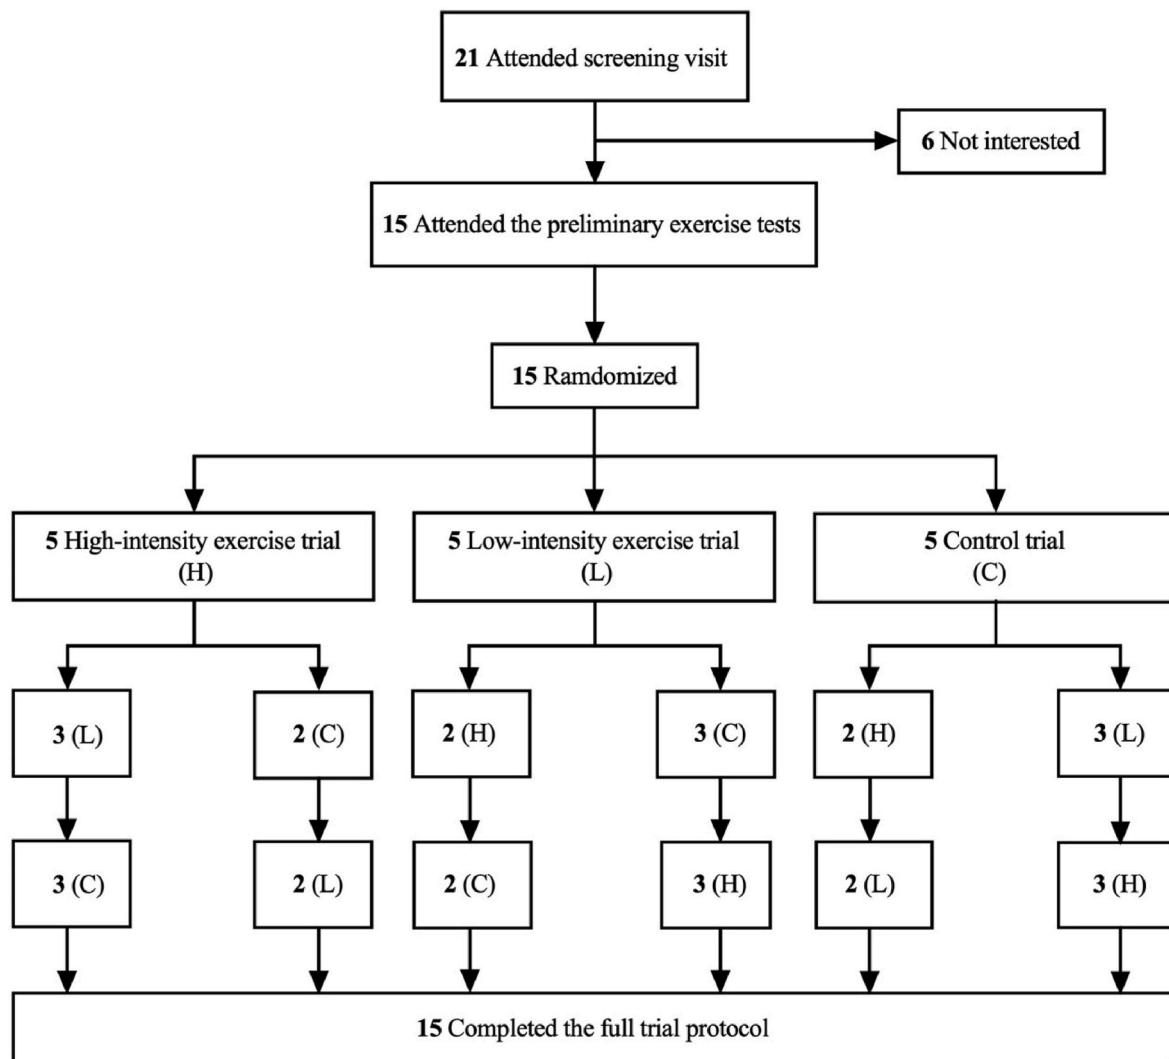 21 Attended screening visit
6 Not interested
15 Attended the preliminary exercise tests
15 Ramdomized
5 High-intensity exercise trial
(H)
5 Low-intensity exercise trial
(L)
5 Control trial
(C)
3 (L)
2 (C)
2 (H)
3 (C)
2 (H)
3 (L)
3 (C)
2 (L)
2 (C)
3 (H)
2 (L)
3 (H)
15 Completed the full trial protocol